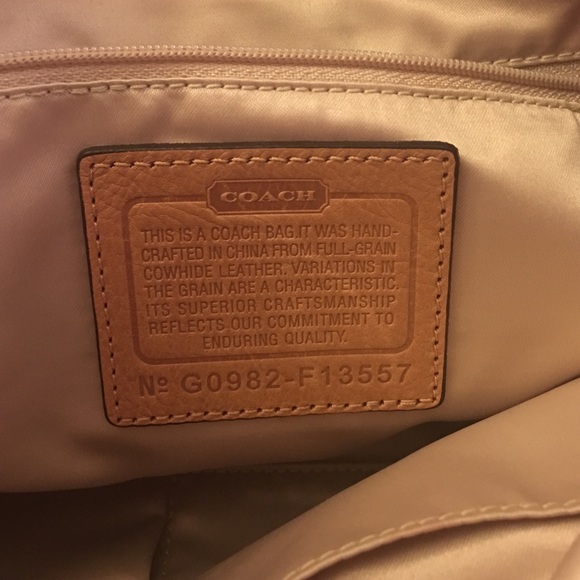 COACH
THIS IS A COACH BAG.IT WAS HAND-
CRAFTED IN CHINA FROM FULL-GRAIN
COWHIDE LEATHER. VARIATIONS IN
THE GRAIN ARE A CHARACTERISTIC.
ITS SUPERIOR CRAFTSMANSHIP
REFLECTS OUR COMMITMENT TO
ENDURING QUALITY.
Nº G0982-F13557